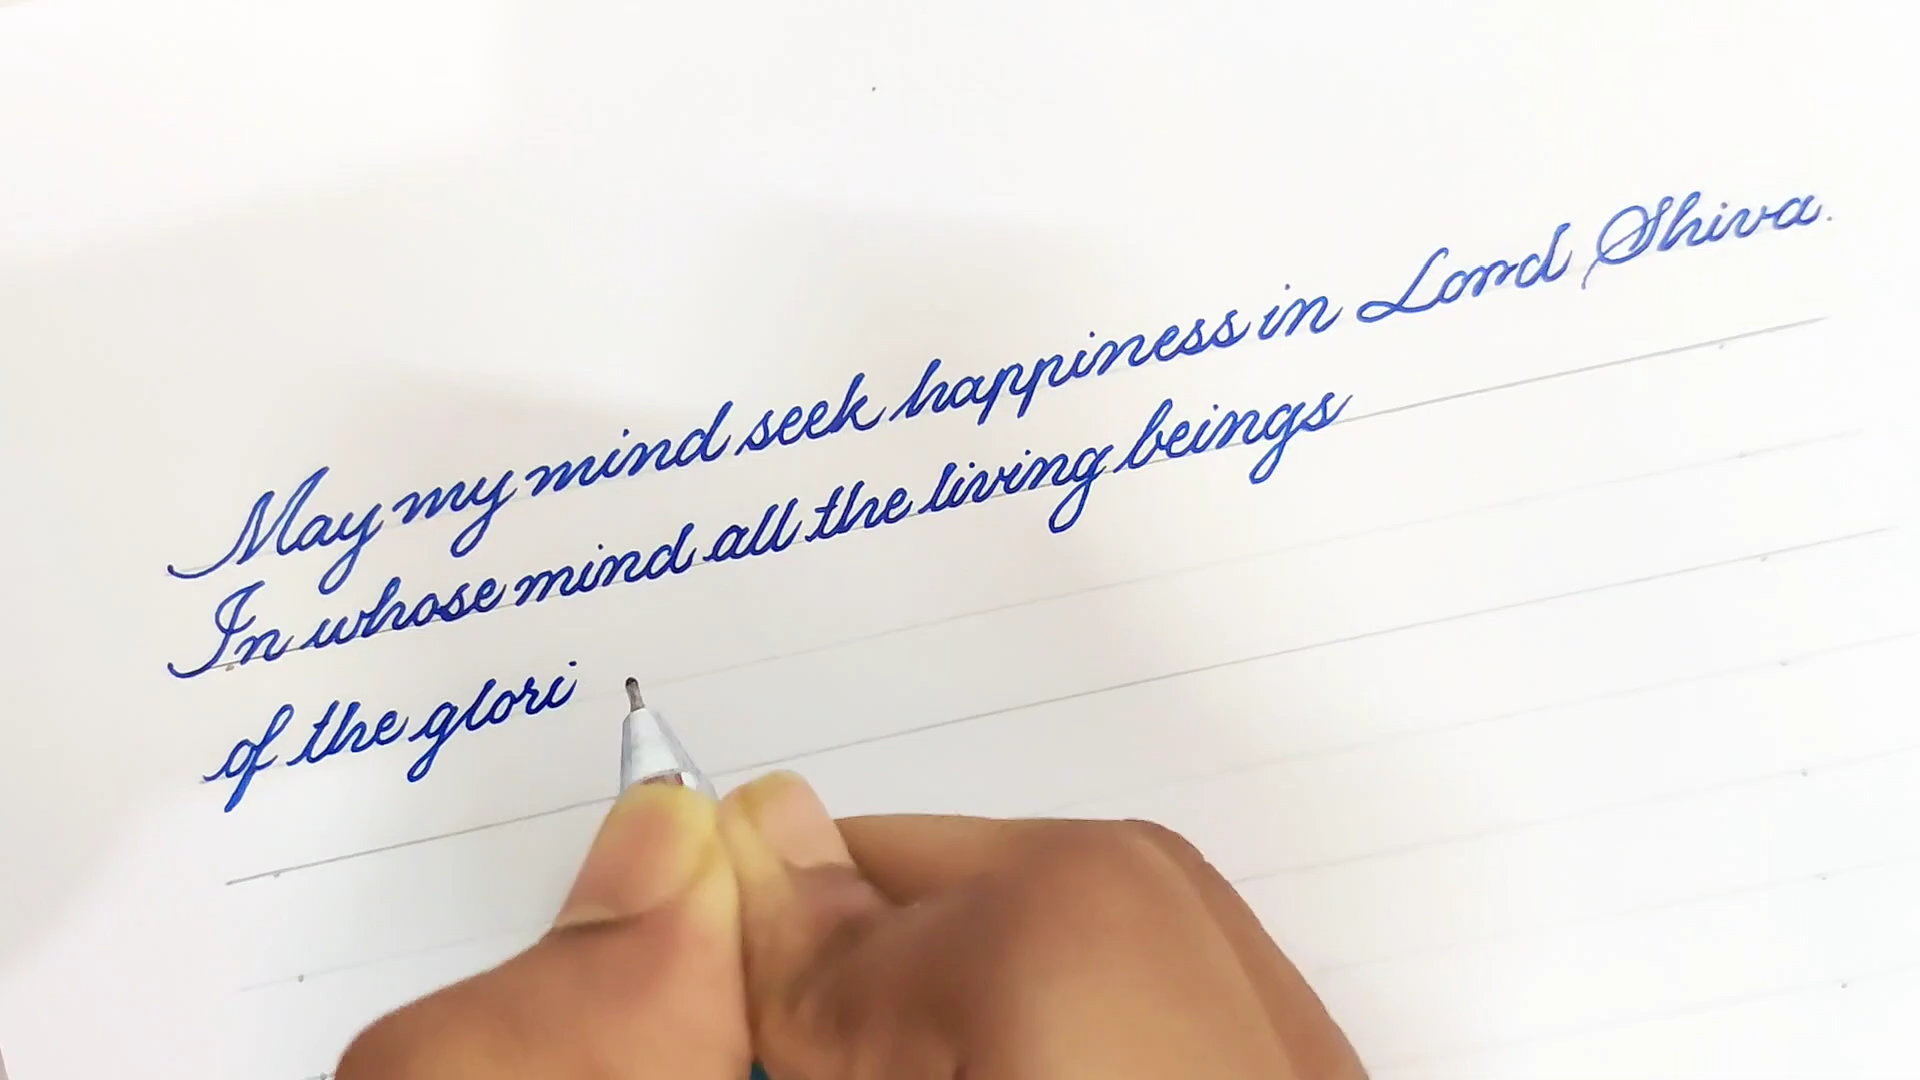 May my mind seek happiness in Lord Shiva.
In whose mind all the living beings
of the glori